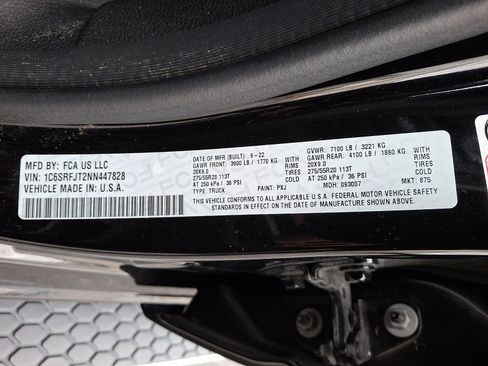 MFD BY: FCA US LLC
VIN: 1C6SRFJT2NN447828
VEHICLE MADE IN: U.S.A.
DATE OF MFR (BUILT): 9-22
GAWR FRONT: 3900 LB / 1770 KG WITH
20X9.0 RIMS
275/55R20 113T TIRES
AT 250 kPa / 36 PSI COLD
TYPE: TRUCK PAINT: PXJ
GVWR: 7100 LB / 3221 KG
GAWR REAR: 4100 LB / 1860 KG WITH
20X9.0 RIMS
275/55R20 113T TIRES
AT 250 kPa / 36 PSI COLD
MDH: 093007 MKT: 875
THIS VEHICLE CONFORMS TO ALL APPLICABLE U.S.A. FEDERAL MOTOR VEHICLE SAFETY
STANDARDS IN EFFECT ON THE DATE OF MANUFACTURE SHOWN ABOVE.